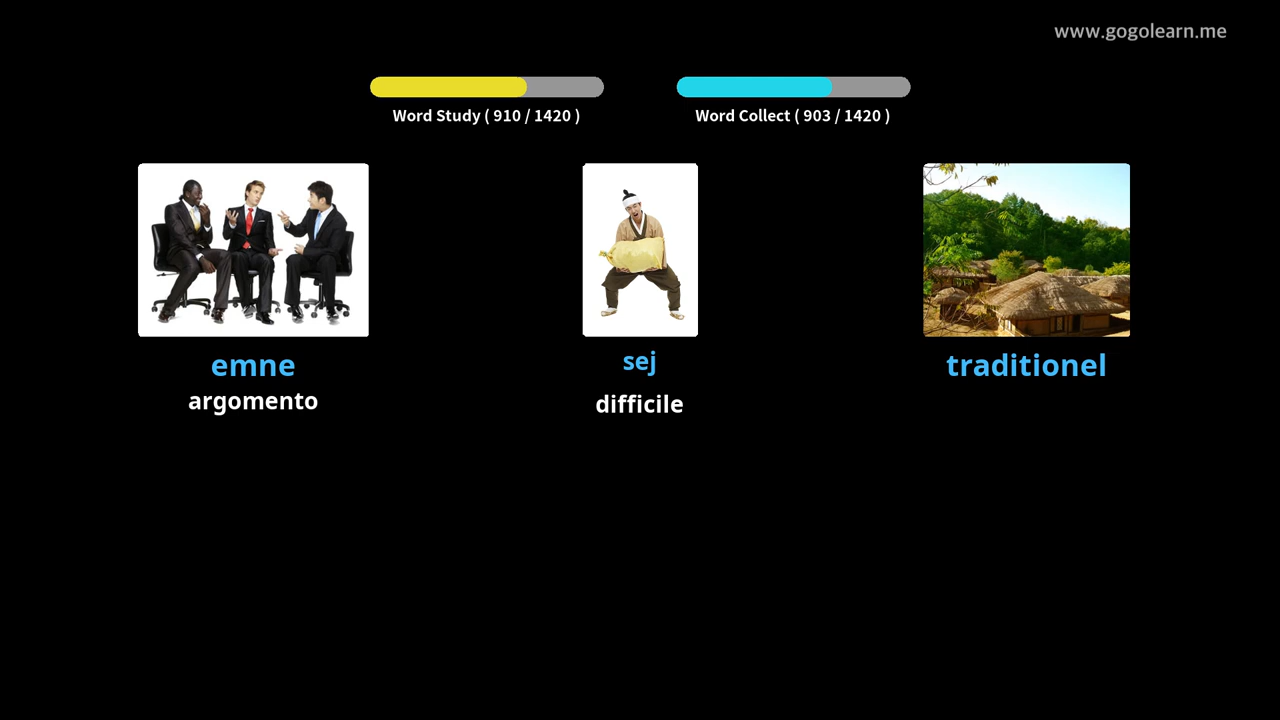 www.gogolearn.me
Word Study ( 910 / 1420 )
Word Collect ( 903 / 1420 )
emne
argomento
sej
difficile
traditionel